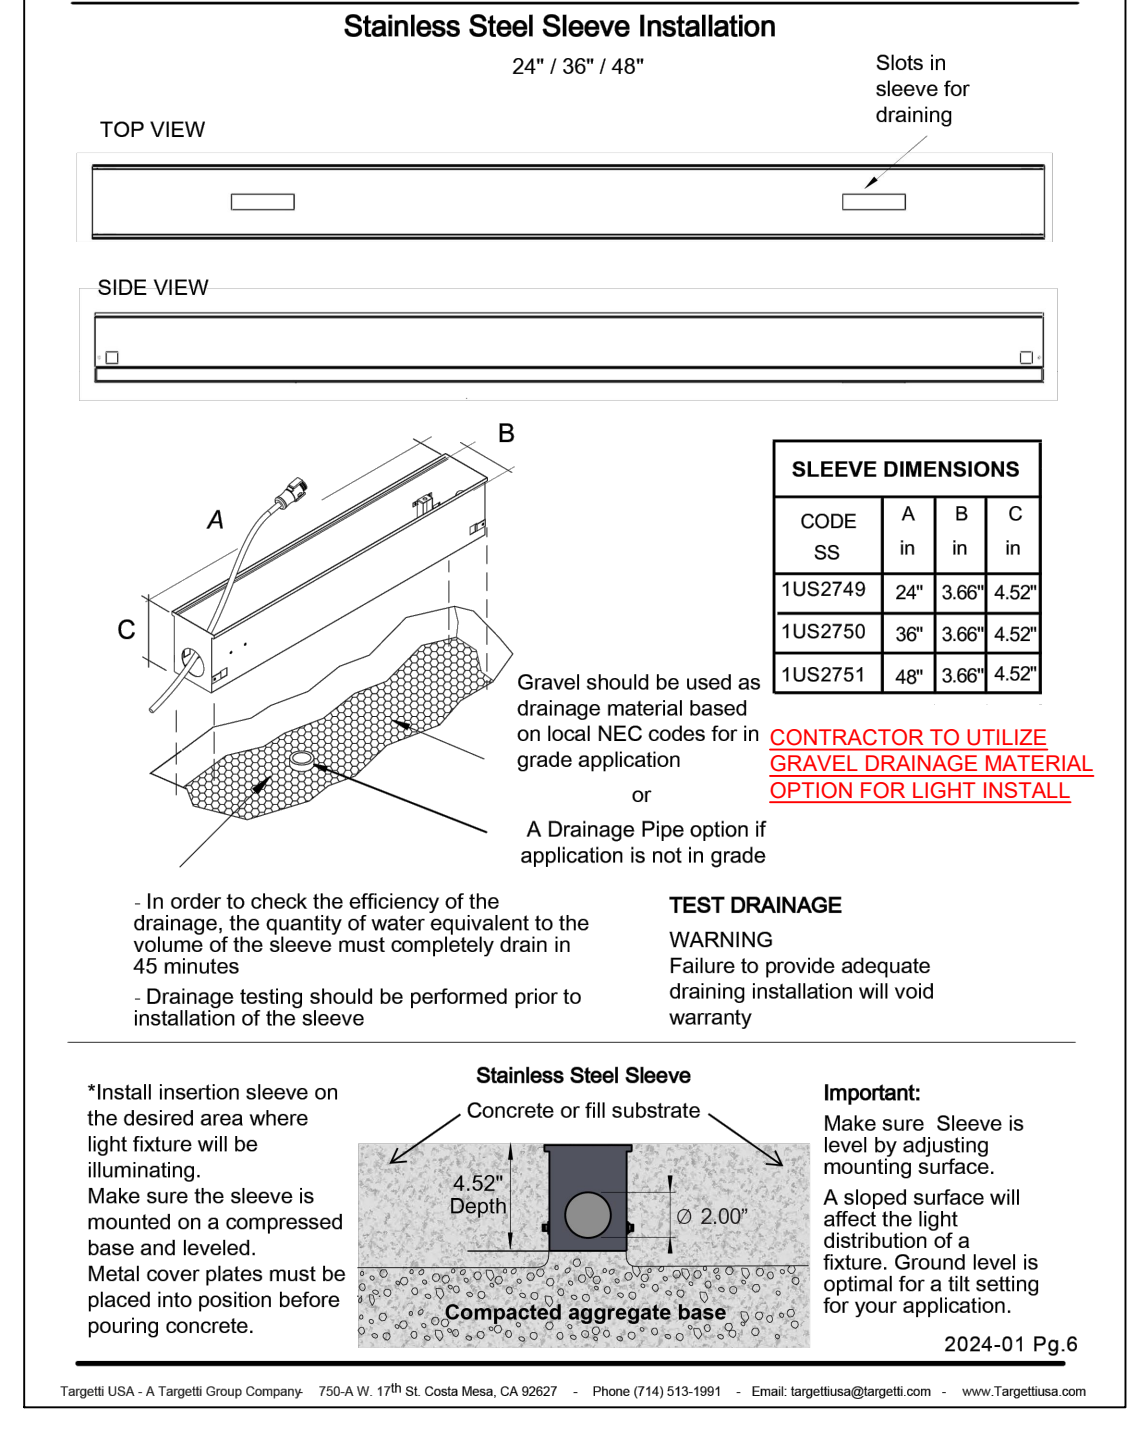 Stainless Steel Sleeve Installation
24" / 36" / 48"
Slots in
sleeve for
draining
TOP VIEW
SIDE VIEW
B
A
C
SLEEVE DIMENSIONS
CODE SS A in B in C in
1US2749 24" 3.66" 4.52"
1US2750 36" 3.66" 4.52"
1US2751 48" 3.66" 4.52"
Gravel should be used as
drainage material based
on local NEC codes for in
grade application
or
A Drainage Pipe option if
application is not in grade
CONTRACTOR TO UTILIZE
GRAVEL DRAINAGE MATERIAL
OPTION FOR LIGHT INSTALL
- In order to check the efficiency of the
drainage, the quantity of water equivalent to the
volume of the sleeve must completely drain in
45 minutes
- Drainage testing should be performed prior to
installation of the sleeve
TEST DRAINAGE
WARNING
Failure to provide adequate
draining installation will void
warranty
*Install insertion sleeve on
the desired area where
light fixture will be
illuminating.
Make sure the sleeve is
mounted on a compressed
base and leveled.
Metal cover plates must be
placed into position before
pouring concrete.
Stainless Steel Sleeve
Concrete or fill substrate
4.52"
Depth
Ø 2.00”
Compacted aggregate base
Important:
Make sure Sleeve is
level by adjusting
mounting surface.
A sloped surface will
affect the light
distribution of a
fixture. Ground level is
optimal for a tilt setting
for your application.
2024-01 Pg.6
Targetti USA - A Targetti Group Company- 750-A W. 17th St. Costa Mesa, CA 92627 - Phone (714) 513-1991 - Email: targettiusa@targetti.com - www.Targettiusa.com